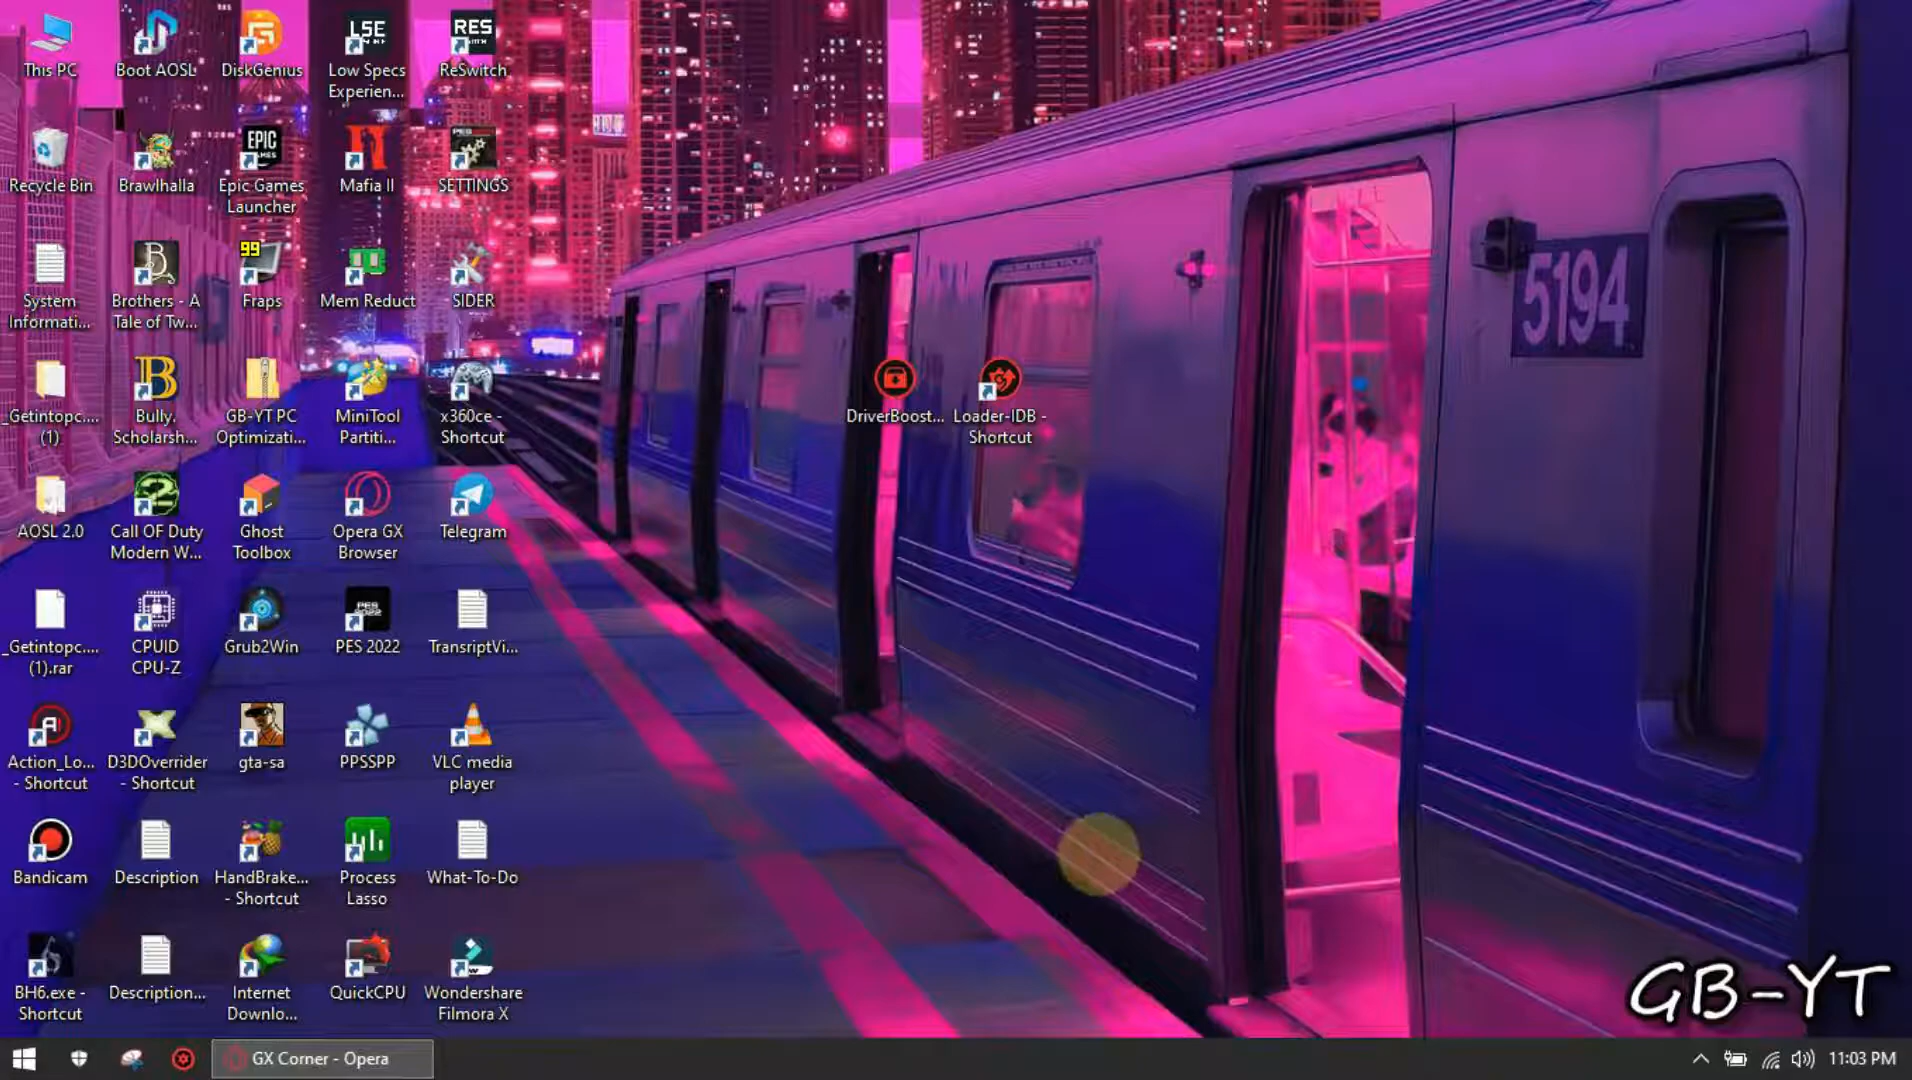 This PC
Boot AOSL
DiskGenius
LSE
Low Specs
Experien...
RES
ReSwitch
Recycle Bin
Brawlhalla
EPIC
GAMES
Epic Games
Launcher
Mafia II
PES
SETTINGS
System
Informati...
Brothers - A
Tale of Tw...
99
Fraps
Mem Reduct
SIDER
_Getintopc....
(1)
Bully.
Scholarsh...
GB-YT PC
Optimizati...
MiniTool
Partiti...
x360ce -
Shortcut
DriverBoost...
Loader-IDB -
Shortcut
AOSL 2.0
Call OF Duty
Modern W...
Ghost
Toolbox
Opera GX
Browser
Telegram
_Getintopc....
(1).rar
CPUID
CPU-Z
Grub2Win
PES
2022
PES 2022
TransriptVi...
Action_Lo...
- Shortcut
D3DOverrider
- Shortcut
gta-sa
PPSSPP
VLC media
player
Bandicam
Description
HandBrake...
- Shortcut
Process
Lasso
What-To-Do
BH6.exe -
Shortcut
Description...
Internet
Downlo...
QuickCPU
Wondershare
Filmora X
5194
GB-YT
GX Corner - Opera
11:03 PM